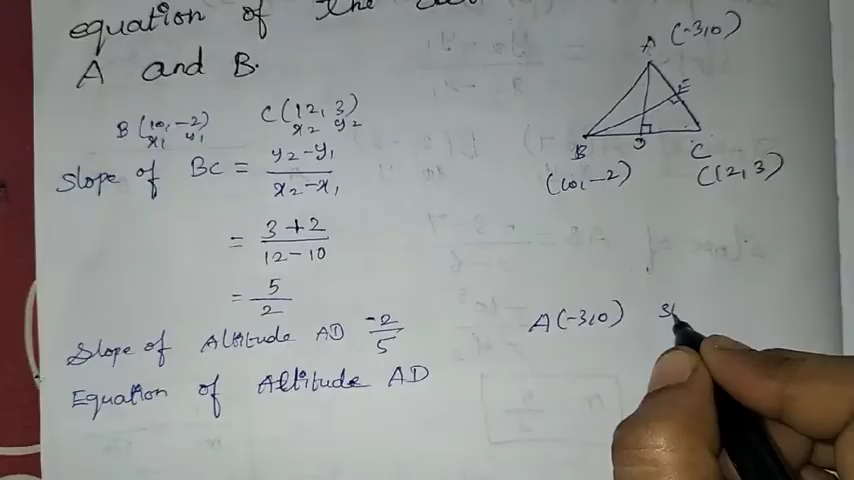 equation of the
A and B.
A (-3,0)
B (10, -2) C (12, 3)
x₁ y₁ x₂ y₂
Slope of BC = y₂-y₁ / x₂-x₁
= 3+2 / 12-10
= 5 / 2
E
B D C
(10, -2) (12, 3)
Slope of Altitude AD -2/5
A (-3,0) Sl
Equation of Altitude AD